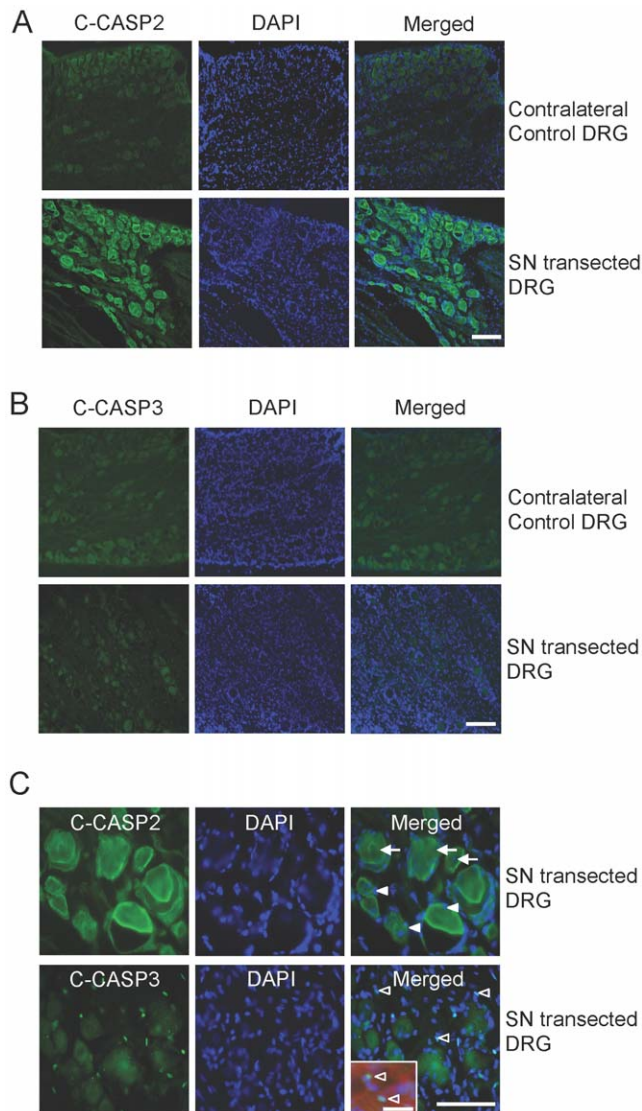 A
C-CASP2 DAPI Merged
Contralateral
Control DRG
SN transected
DRG
B
C-CASP3 DAPI Merged
Contralateral
Control DRG
SN transected
DRG
C
C-CASP2 DAPI Merged
SN transected
DRG
C-CASP3 DAPI Merged
SN transected
DRG